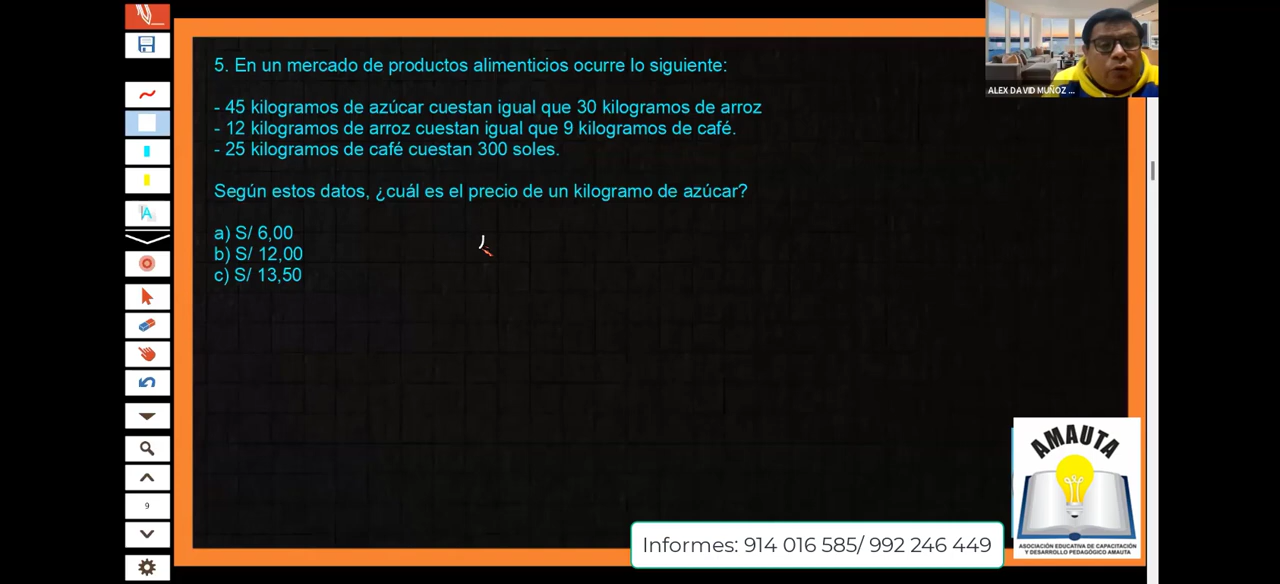 ALEX DAVID MUÑOZ ...
5. En un mercado de productos alimenticios ocurre lo siguiente:
- 45 kilogramos de azúcar cuestan igual que 30 kilogramos de arroz
- 12 kilogramos de arroz cuestan igual que 9 kilogramos de café.
- 25 kilogramos de café cuestan 300 soles.
Según estos datos, ¿cuál es el precio de un kilogramo de azúcar?
a) S/ 6,00
b) S/ 12,00
c) S/ 13,50
A
9
AMAUTA
ASOCIACIÓN EDUCATIVA DE CAPACITACIÓN
Y DESARROLLO PEDAGÓGICO AMAUTA
Informes: 914 016 585/ 992 246 449